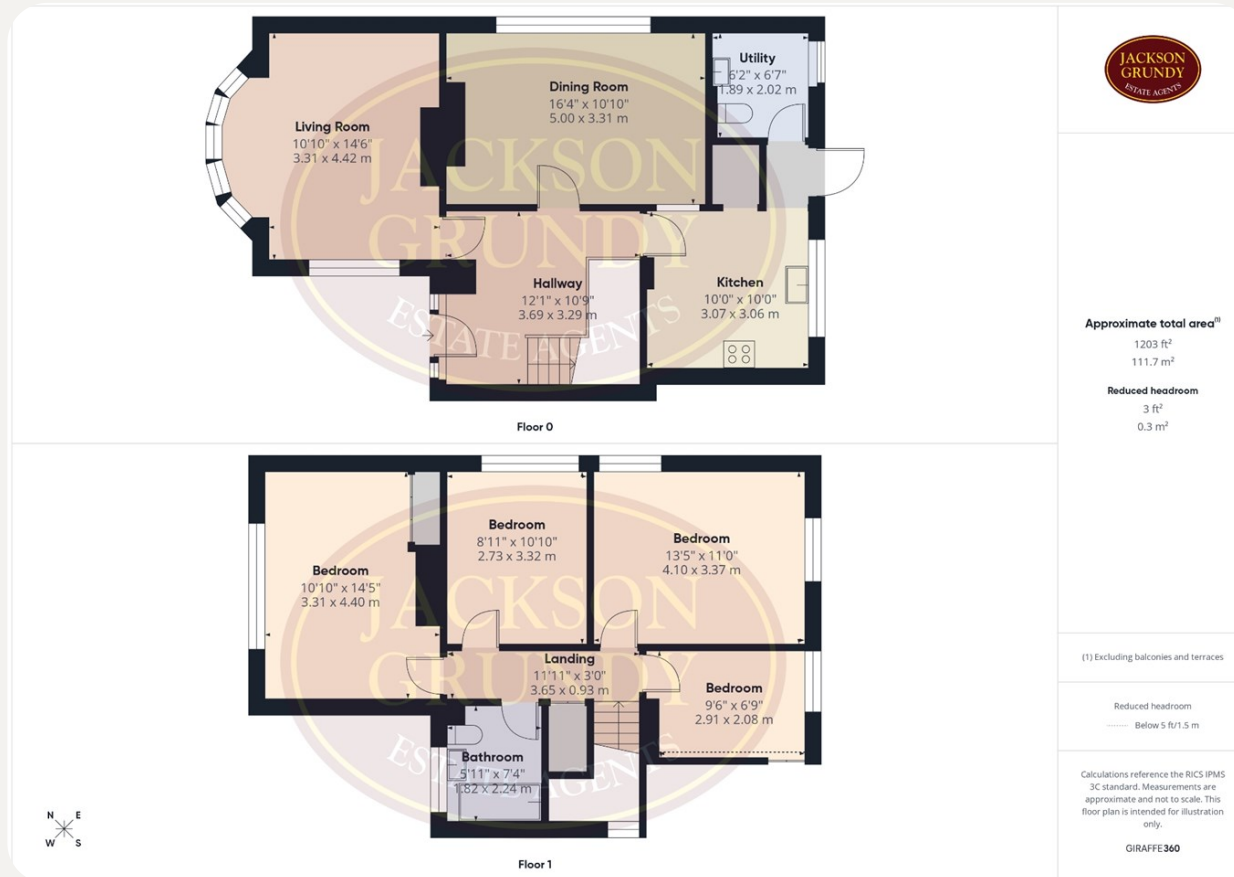 Living Room
10'10" x 14'6"
3.31 x 4.42 m
Dining Room
16'4" x 10'10"
5.00 x 3.31 m
Utility
6'2" x 6'7"
1.89 x 2.02 m
Hallway
12'1" x 10'9"
3.69 x 3.29 m
Kitchen
10'0" x 10'0"
3.07 x 3.06 m
JACKSON
GRUNDY
ESTATE AGENTS
Floor 0
Bedroom
10'10" x 14'5"
3.31 x 4.40 m
Bedroom
8'11" x 10'10"
2.73 x 3.32 m
Bedroom
13'5" x 11'0"
4.10 x 3.37 m
Landing
11'11" x 3'0"
3.65 x 0.93 m
Bedroom
9'6" x 6'9"
2.91 x 2.08 m
Bathroom
5'11" x 7'4"
1.82 x 2.24 m
JACKSON
GRUNDY
ESTATE AGENTS
N E
W S
Floor 1
JACKSON
GRUNDY
ESTATE AGENTS
Approximate total area(1)
1203 ft²
111.7 m²
Reduced headroom
3 ft²
0.3 m²
(1) Excluding balconies and terraces
Reduced headroom
Below 5 ft/1.5 m
Calculations reference the RICS IPMS
3C standard. Measurements are
approximate and not to scale. This
floor plan is intended for illustration
only.
GIRAFFE360